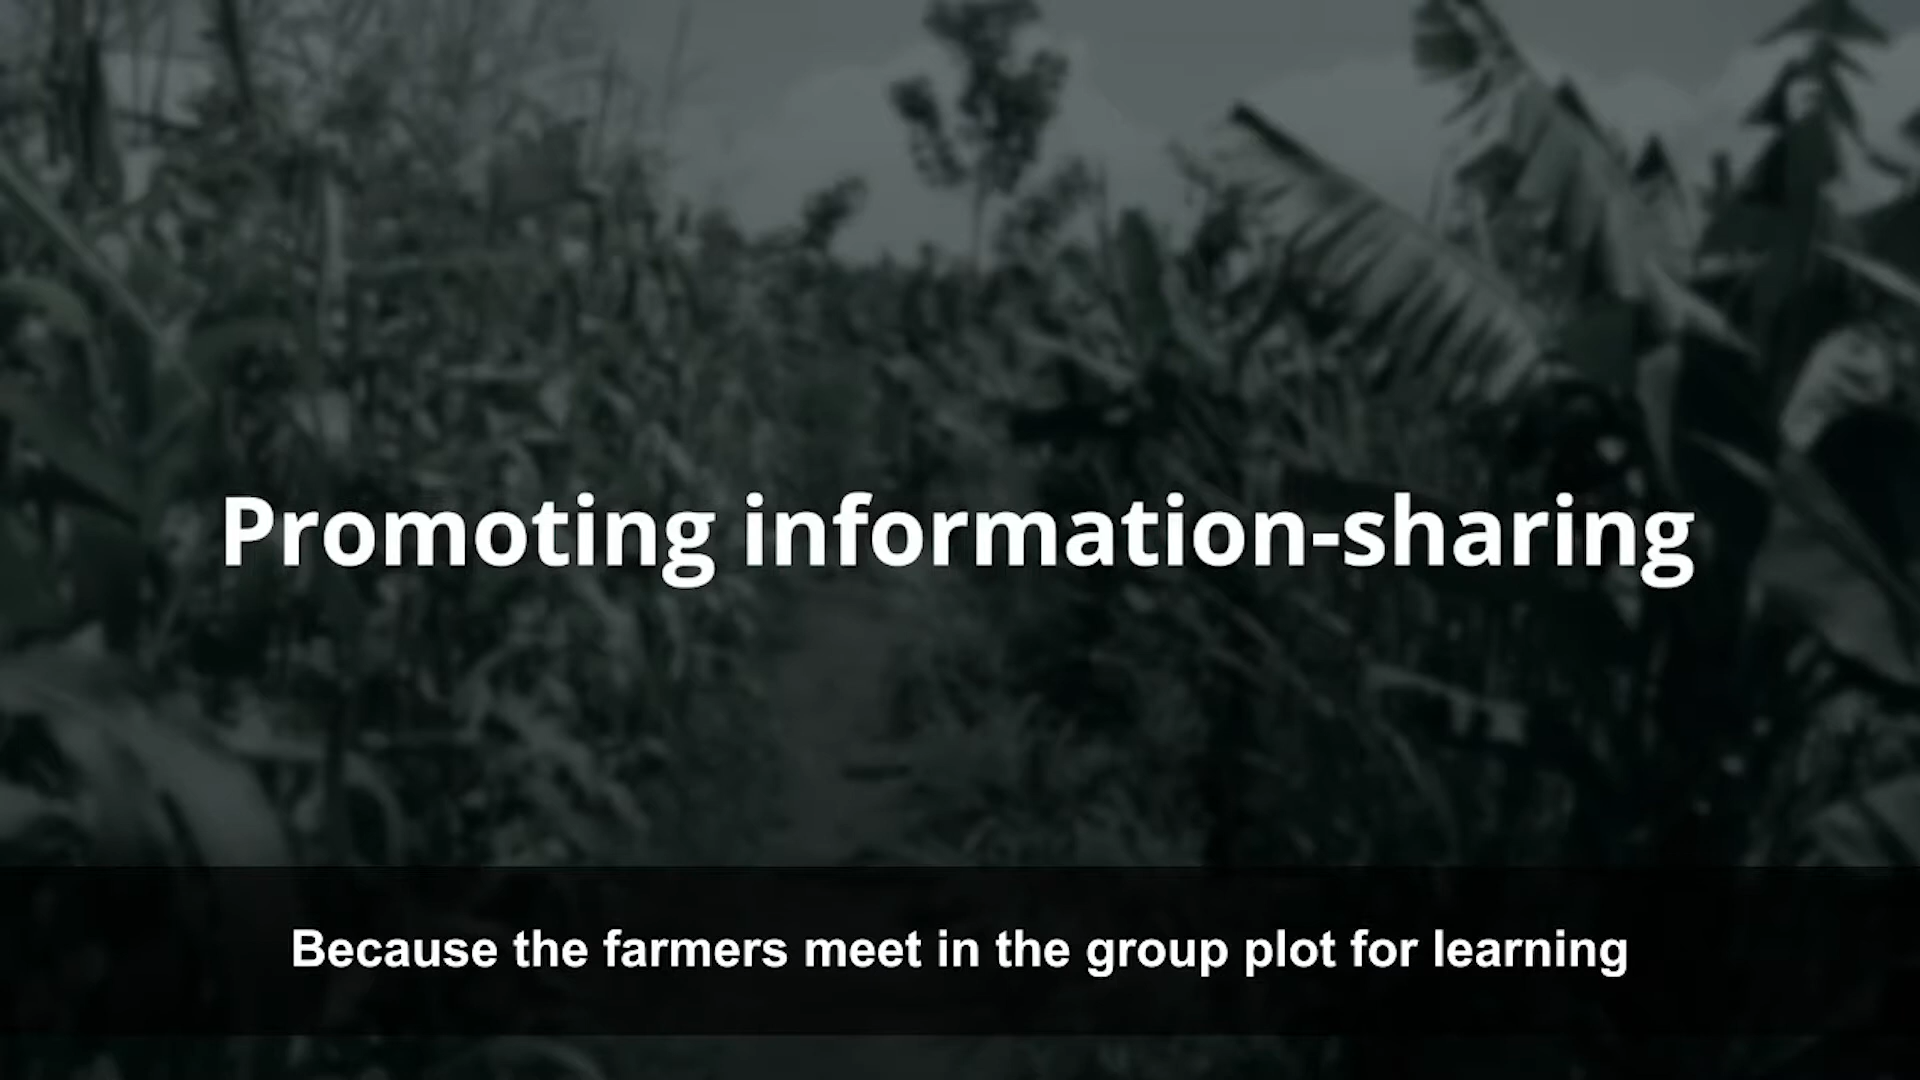 Promoting information-sharing
Because the farmers meet in the group plot for learning